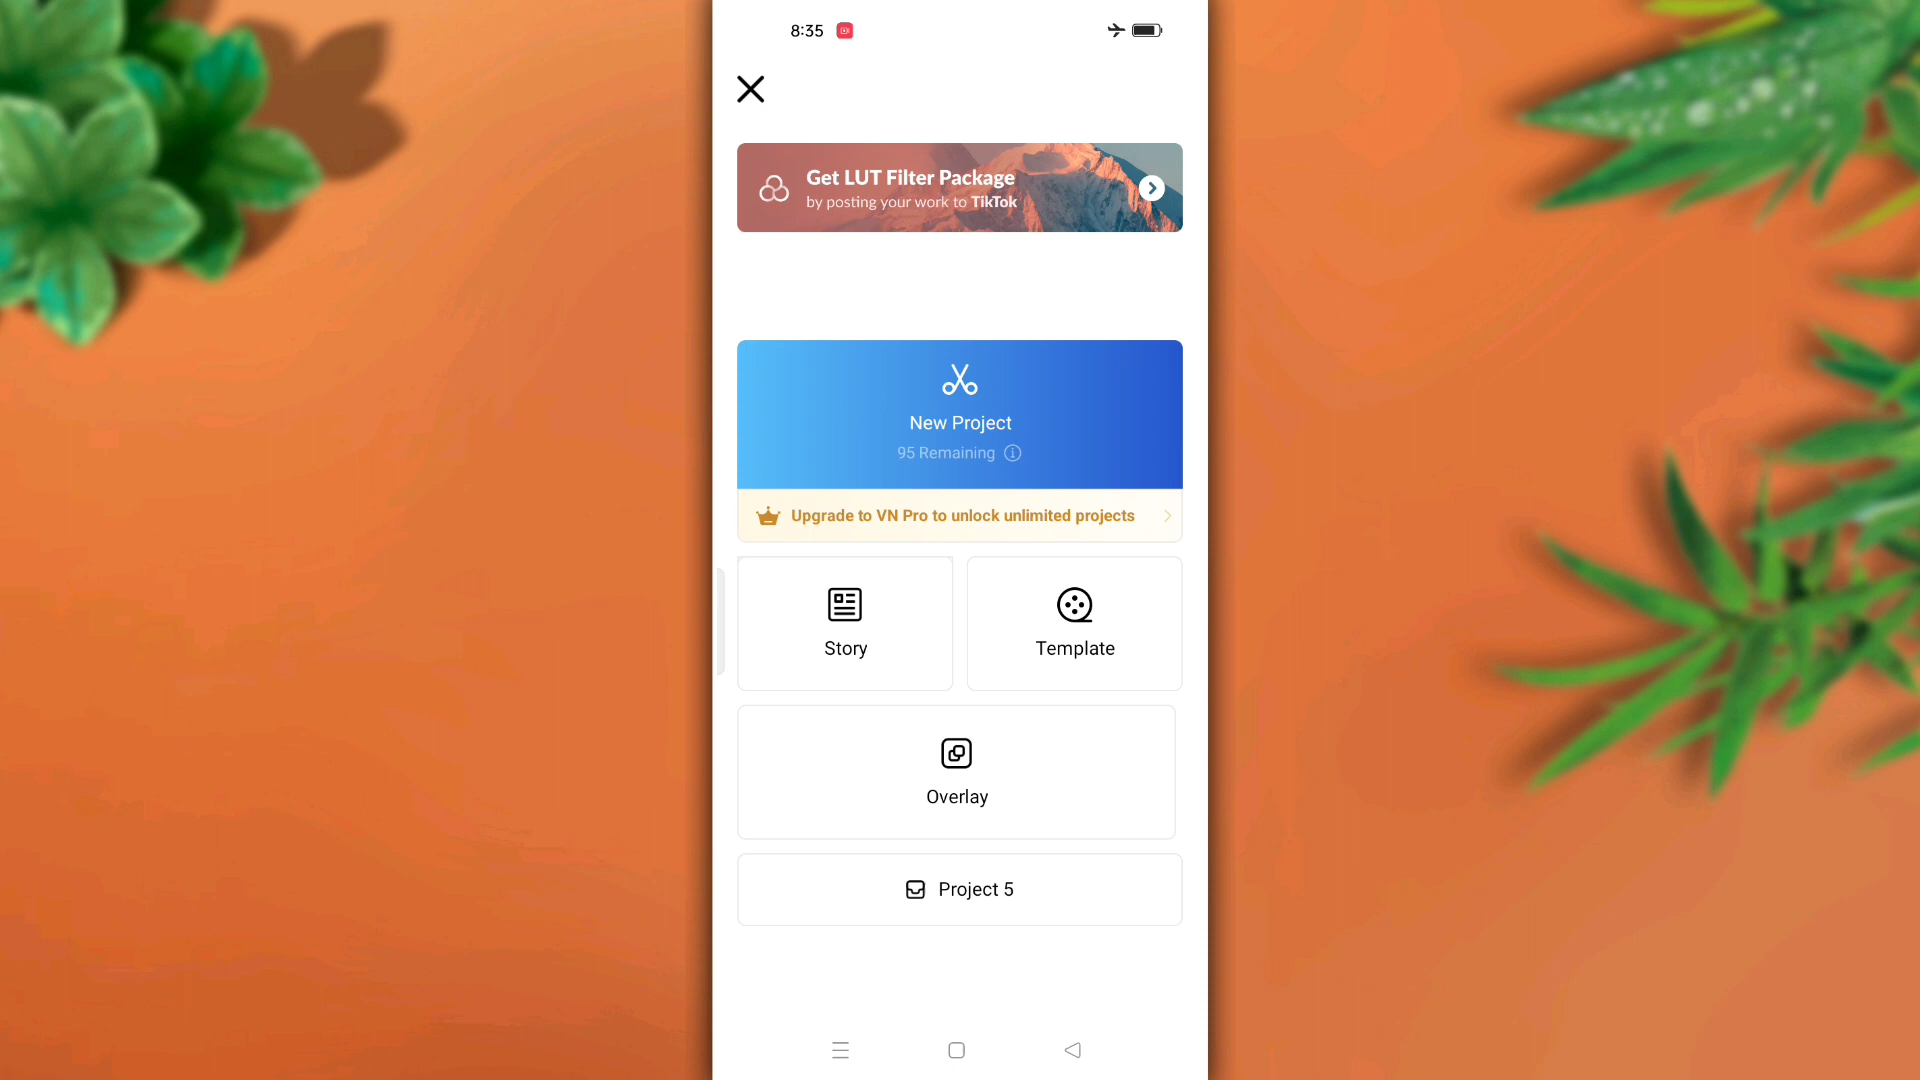 8:35
Get LUT Filter Package
by posting your work to TikTok
New Project
95 Remaining
Upgrade to VN Pro to unlock unlimited projects
Story
Template
Overlay
Project 5